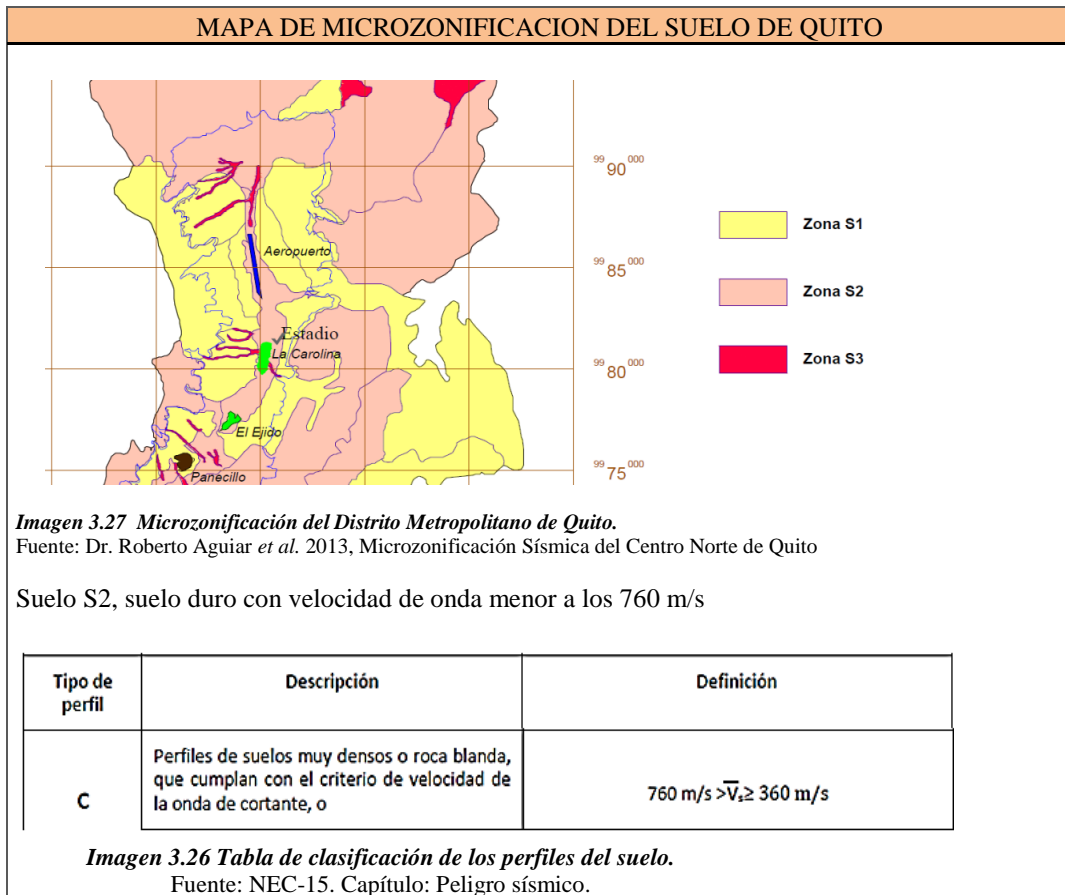 MAPA DE MICROZONIFICACION DEL SUELO DE QUITO
99 90 000
Zona S1
Aeropuerto
99 85 000
Zona S2
Estadio
La Carolina
99 80 000
Zona S3
El Ejido
99 75 000
Panecillo
Imagen 3.27 Microzonificación del Distrito Metropolitano de Quito.
Fuente: Dr. Roberto Aguiar et al. 2013, Microzonificación Sísmica del Centro Norte de Quito
Suelo S2, suelo duro con velocidad de onda menor a los 760 m/s
Tipo de perfil
Descripción
Definición
C
Perfiles de suelos muy densos o roca blanda,
que cumplan con el criterio de velocidad de
la onda de cortante, o
760 m/s >V̅s≥ 360 m/s
Imagen 3.26 Tabla de clasificación de los perfiles del suelo.
Fuente: NEC-15. Capítulo: Peligro sísmico.